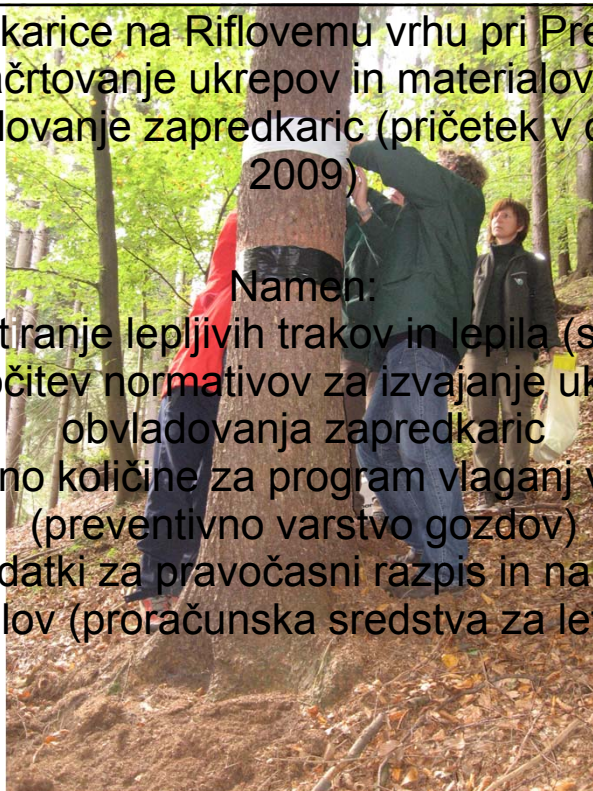 karice na Riflovemu vrhu pri Pre
ačrtovanje ukrepov in materialov
lovanje zapredkaric (pričetek v o
2009)
Namen:
t ranje lepljivih trakov in lepila (s
očitev normativov za izvajanje uk
obvladovanja zapredkaric
no količine za program vlaganj v
(preventivno varstvo gozdov)
datki za pravočasni razpis in na
lov (proračunska sredstva za le